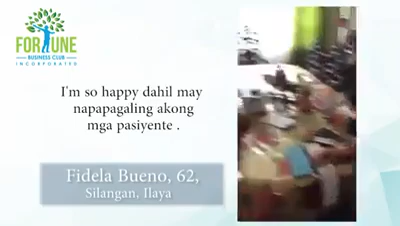 FORTUNE
BUSINESS CLUB
INCORPORATED
I'm so happy dahil may
napapagaling akong
mga pasiyente .
Fidela Bueno, 62,
Silangan, Ilaya